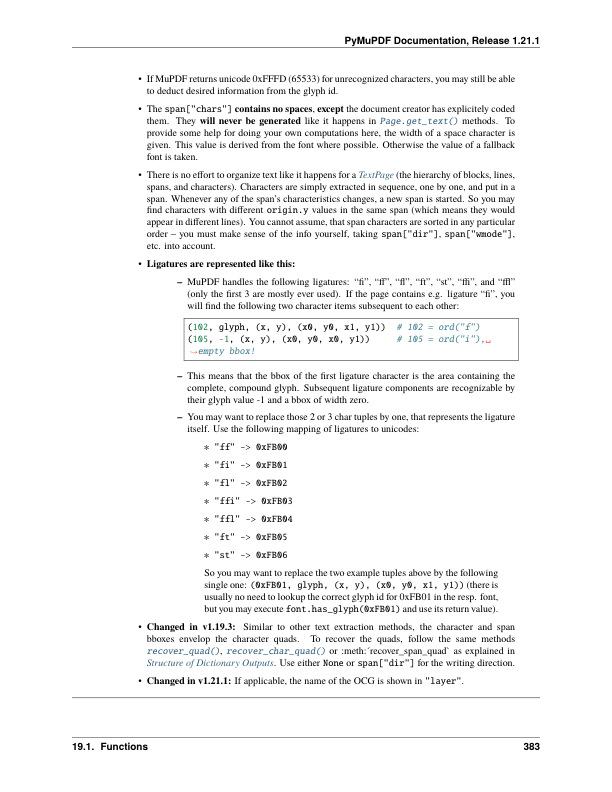 PyMuPDF Documentation, Release 1.21.1
• If MuPDF returns unicode 0xFFFD (65533) for unrecognized characters, you may still be able
to deduct desired information from the glyph id.
• The span["chars"] contains no spaces, except the document creator has explicitly coded
them. They will never be generated like it happens in Page.get_text() methods. To
provide some help for doing your own computations here, the width of a space character is
given. This value is derived from the font where possible. Otherwise the value of a fallback
font is taken.
• There is no effort to organize text like it happens for a TextPage (the hierarchy of blocks, lines,
spans, and characters). Characters are simply extracted in sequence, one by one, and put in a
span. Whenever any of the span's characteristics changes, a new span is started. So you may
find characters with different origin.y values in the same span (which means they would
appear in different lines). You cannot assume, that span characters are sorted in any particular
order – you must make sense of the info yourself, taking span["dir"], span["wmode"],
etc. into account.
• Ligatures are represented like this:
– MuPDF handles the following ligatures: “fi”, “ff”, “fl”, “ft”, “st”, “ffi”, and “ffl”
(only the first 3 are mostly ever used). If the page contains e.g. ligature “fi”, you
will find the following two character items subsequent to each other:
(102, glyph, (x, y), (x0, y0, x1, y1)) # 102 = ord("f")
(105, -1, (x, y), (x0, y0, x0, y1)) # 105 = ord("i"),␣
↪empty bbox!
– This means that the bbox of the first ligature character is the area containing the
complete, compound glyph. Subsequent ligature components are recognizable by
their glyph value -1 and a bbox of width zero.
– You may want to replace those 2 or 3 char tuples by one, that represents the ligature
itself. Use the following mapping of ligatures to unicodes:
* "ff" -> 0xFB00
* "fi" -> 0xFB01
* "fl" -> 0xFB02
* "ffi" -> 0xFB03
* "ffl" -> 0xFB04
* "ft" -> 0xFB05
* "st" -> 0xFB06
So you may want to replace the two example tuples above by the following
single one: (0xFB01, glyph, (x, y), (x0, y0, x1, y1)) (there is
usually no need to lookup the correct glyph id for 0xFB01 in the resp. font,
but you may execute font.has_glyph(0xFB01) and use its return value).
• Changed in v1.19.3: Similar to other text extraction methods, the character and span
bboxes envelop the character quads. To recover the quads, follow the same methods
recover_quad(), recover_char_quad() or :meth:`recover_span_quad` as explained in
Structure of Dictionary Outputs. Use either None or span["dir"] for the writing direction.
• Changed in v1.21.1: If applicable, the name of the OCG is shown in "layer".
19.1. Functions
383